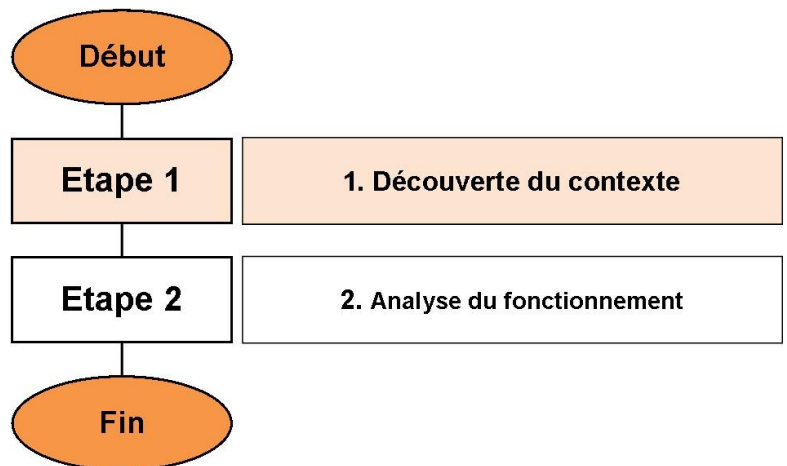 Début
Etape 1
1. Découverte du contexte
Etape 2
2. Analyse du fonctionnement
Fin